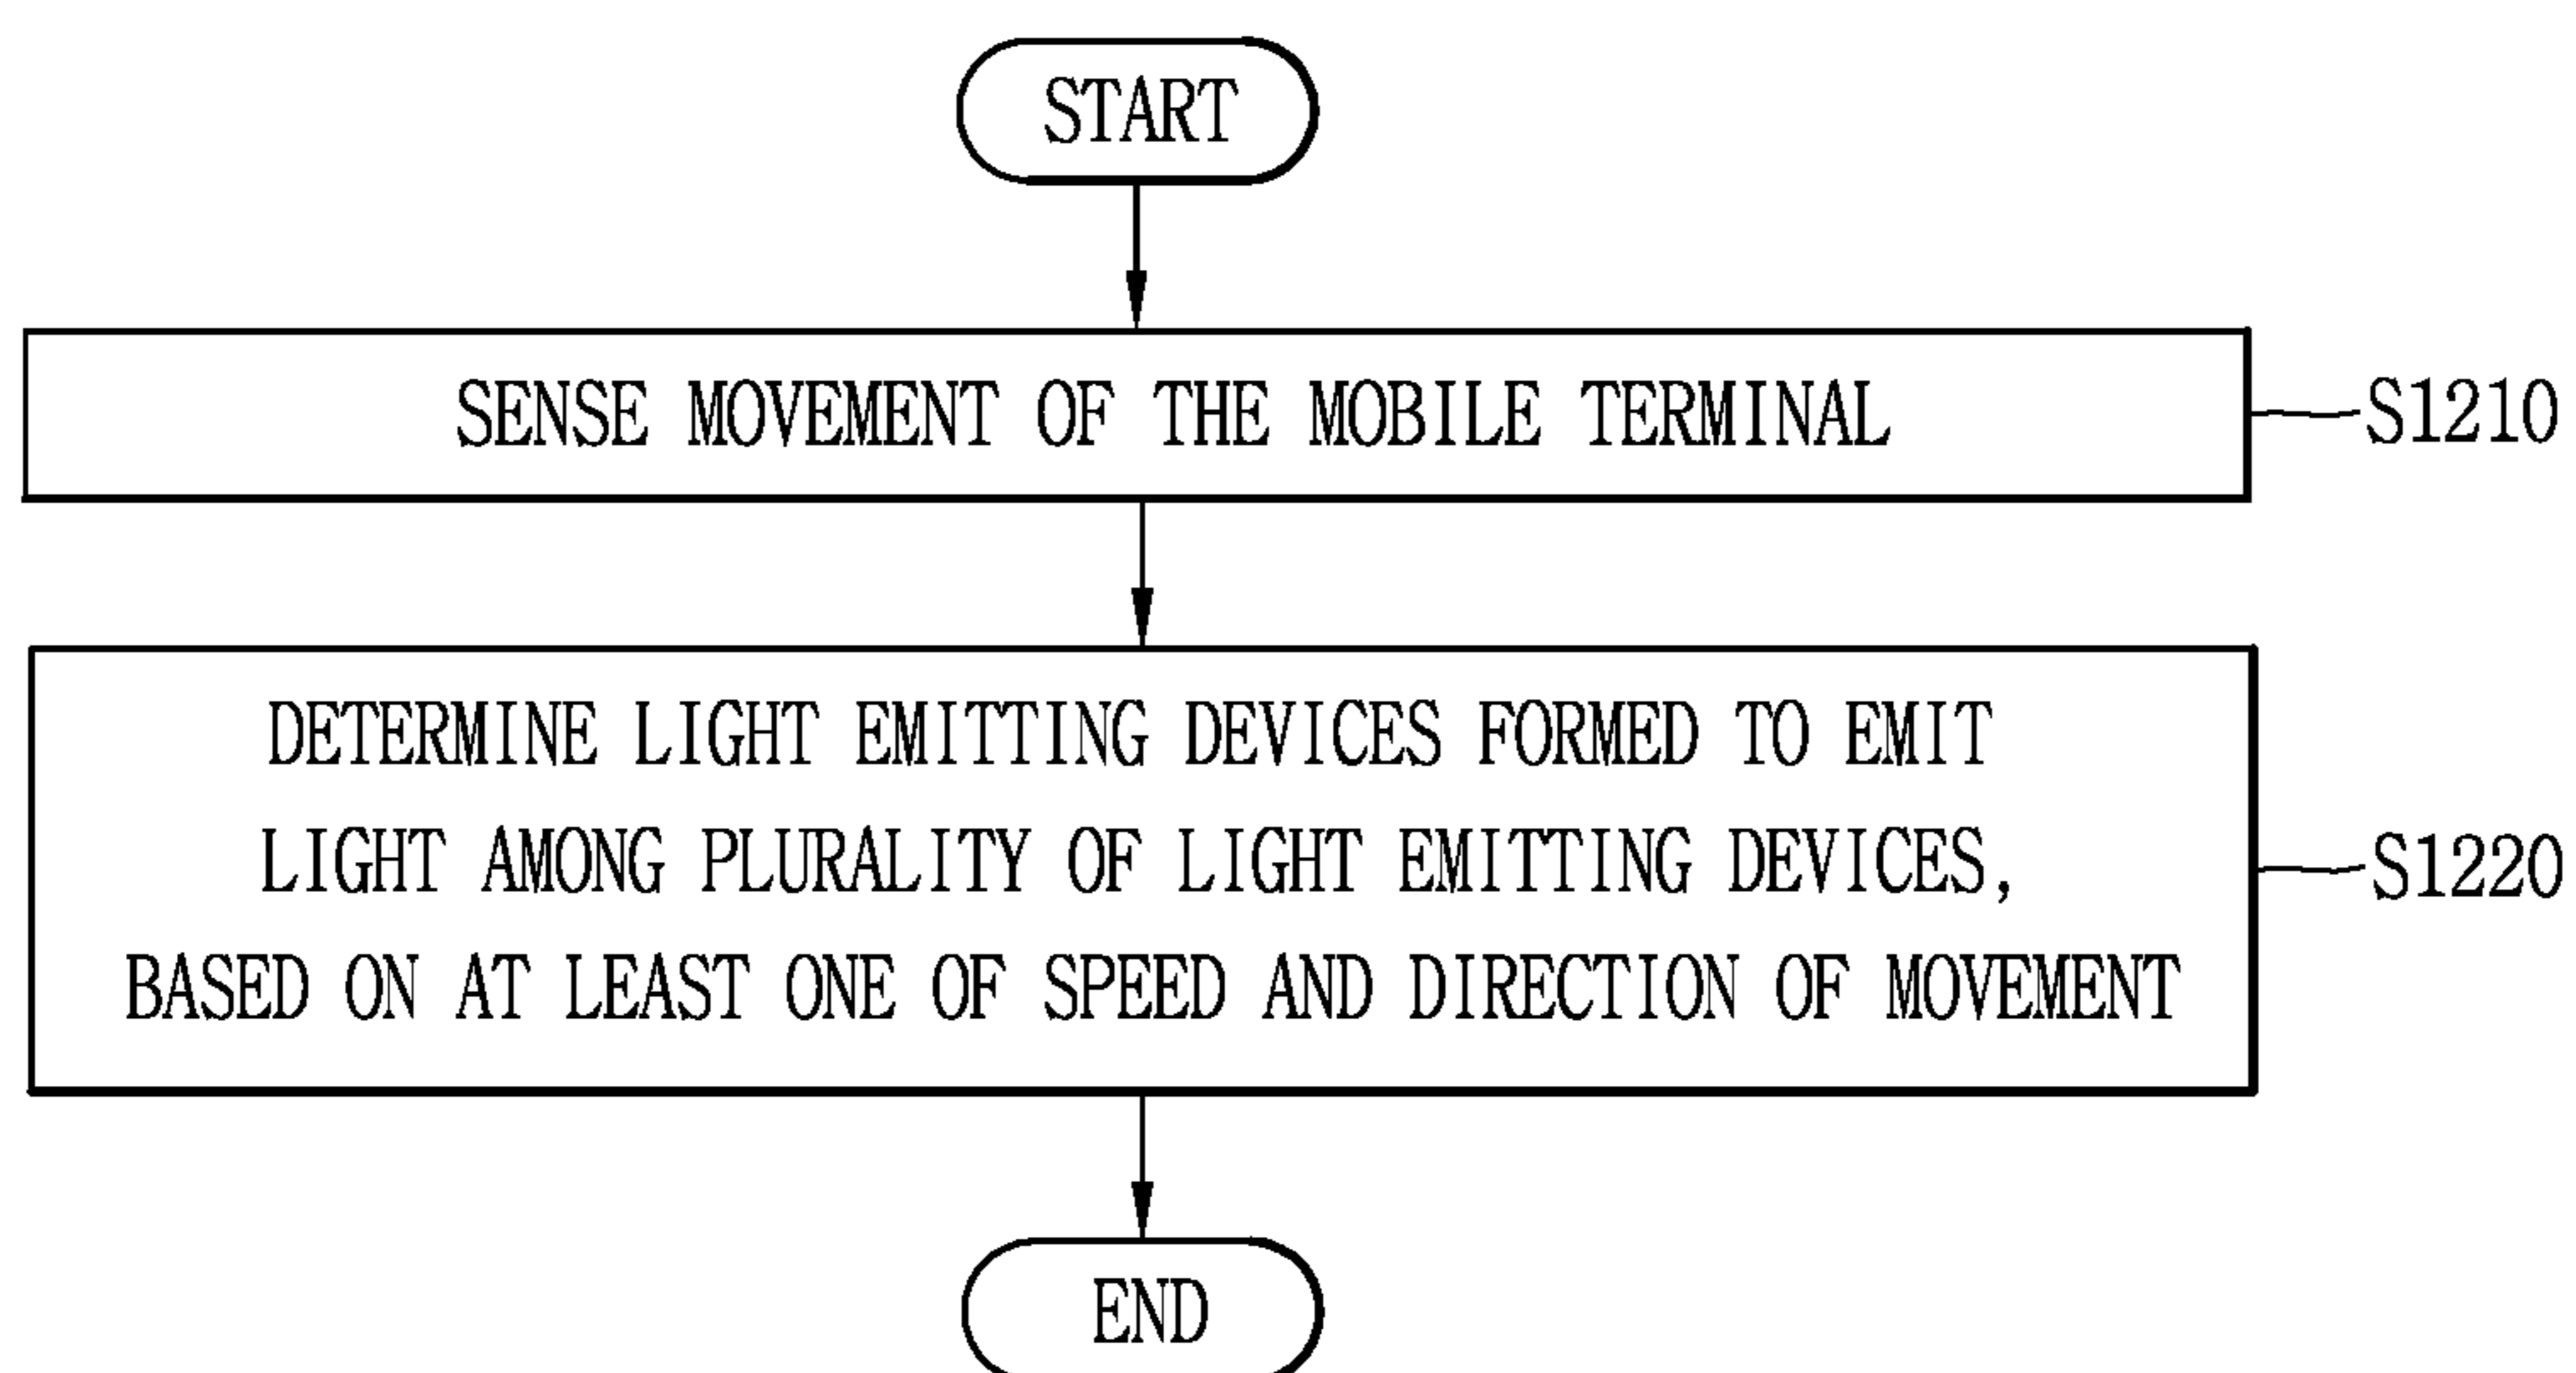 START
SENSE MOVEMENT OF THE MOBILE TERMINAL
S1210
DETERMINE LIGHT EMITTING DEVICES FORMED TO EMIT
LIGHT AMONG PLURALITY OF LIGHT EMITTING DEVICES,
BASED ON AT LEAST ONE OF SPEED AND DIRECTION OF MOVEMENT
S1220
END